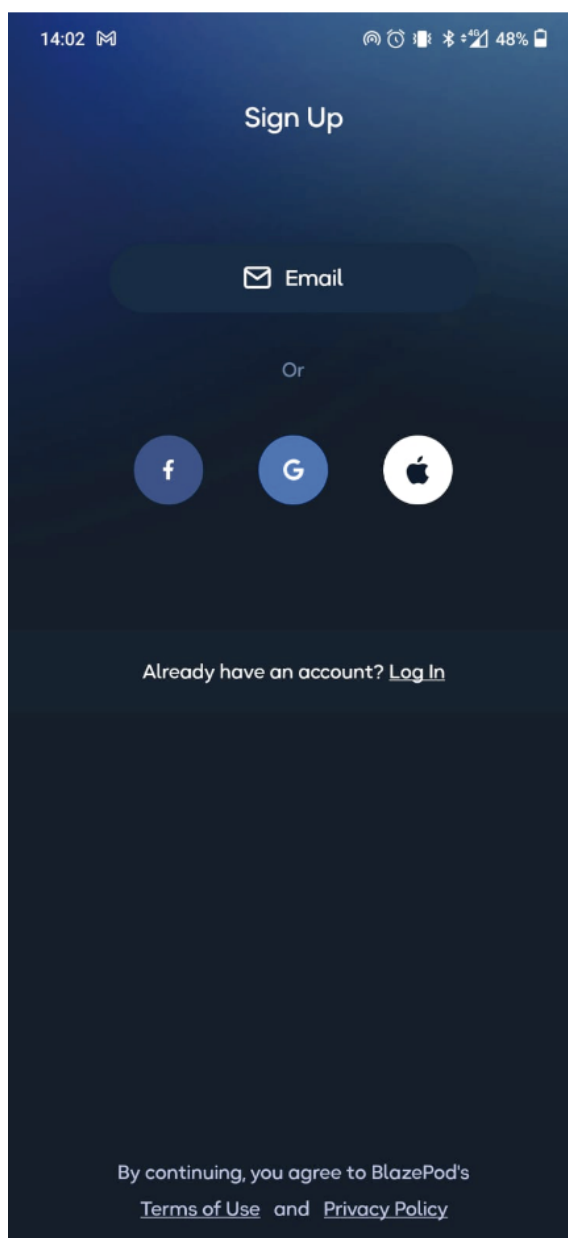 14:02 4G 48%
Sign Up
Email
Or
f G
Already have an account? Log In
By continuing, you agree to BlazePod's
Terms of Use and Privacy Policy